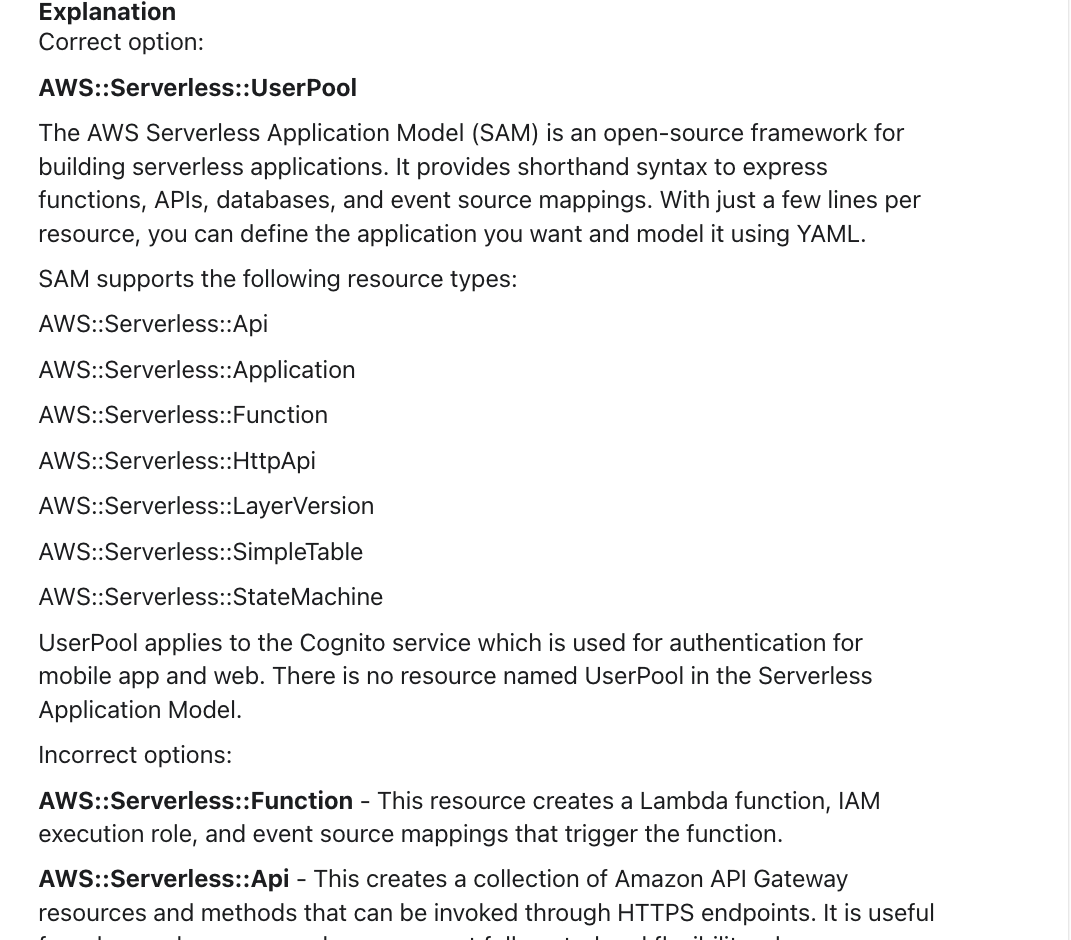 Explanation
Correct option:
AWS::Serverless::UserPool
The AWS Serverless Application Model (SAM) is an open-source framework for
building serverless applications. It provides shorthand syntax to express
functions, APIs, databases, and event source mappings. With just a few lines per
resource, you can define the application you want and model it using YAML.
SAM supports the following resource types:
AWS::Serverless::Api
AWS::Serverless::Application
AWS::Serverless::Function
AWS::Serverless::HttpApi
AWS::Serverless::LayerVersion
AWS::Serverless::SimpleTable
AWS::Serverless::StateMachine
UserPool applies to the Cognito service which is used for authentication for
mobile app and web. There is no resource named UserPool in the Serverless
Application Model.
Incorrect options:
AWS::Serverless::Function - This resource creates a Lambda function, IAM
execution role, and event source mappings that trigger the function.
AWS::Serverless::Api - This creates a collection of Amazon API Gateway
resources and methods that can be invoked through HTTPS endpoints. It is useful